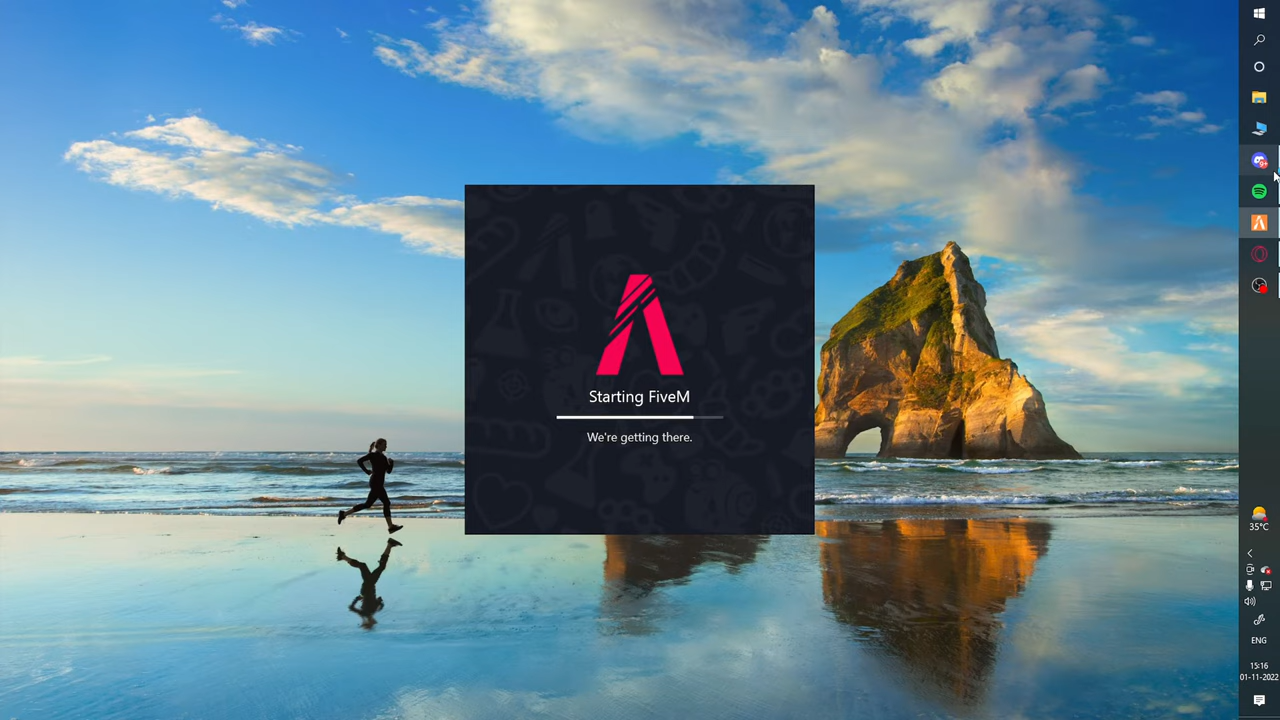 Starting FiveM
We're getting there.
35°C
ENG
15:16
01-11-2022